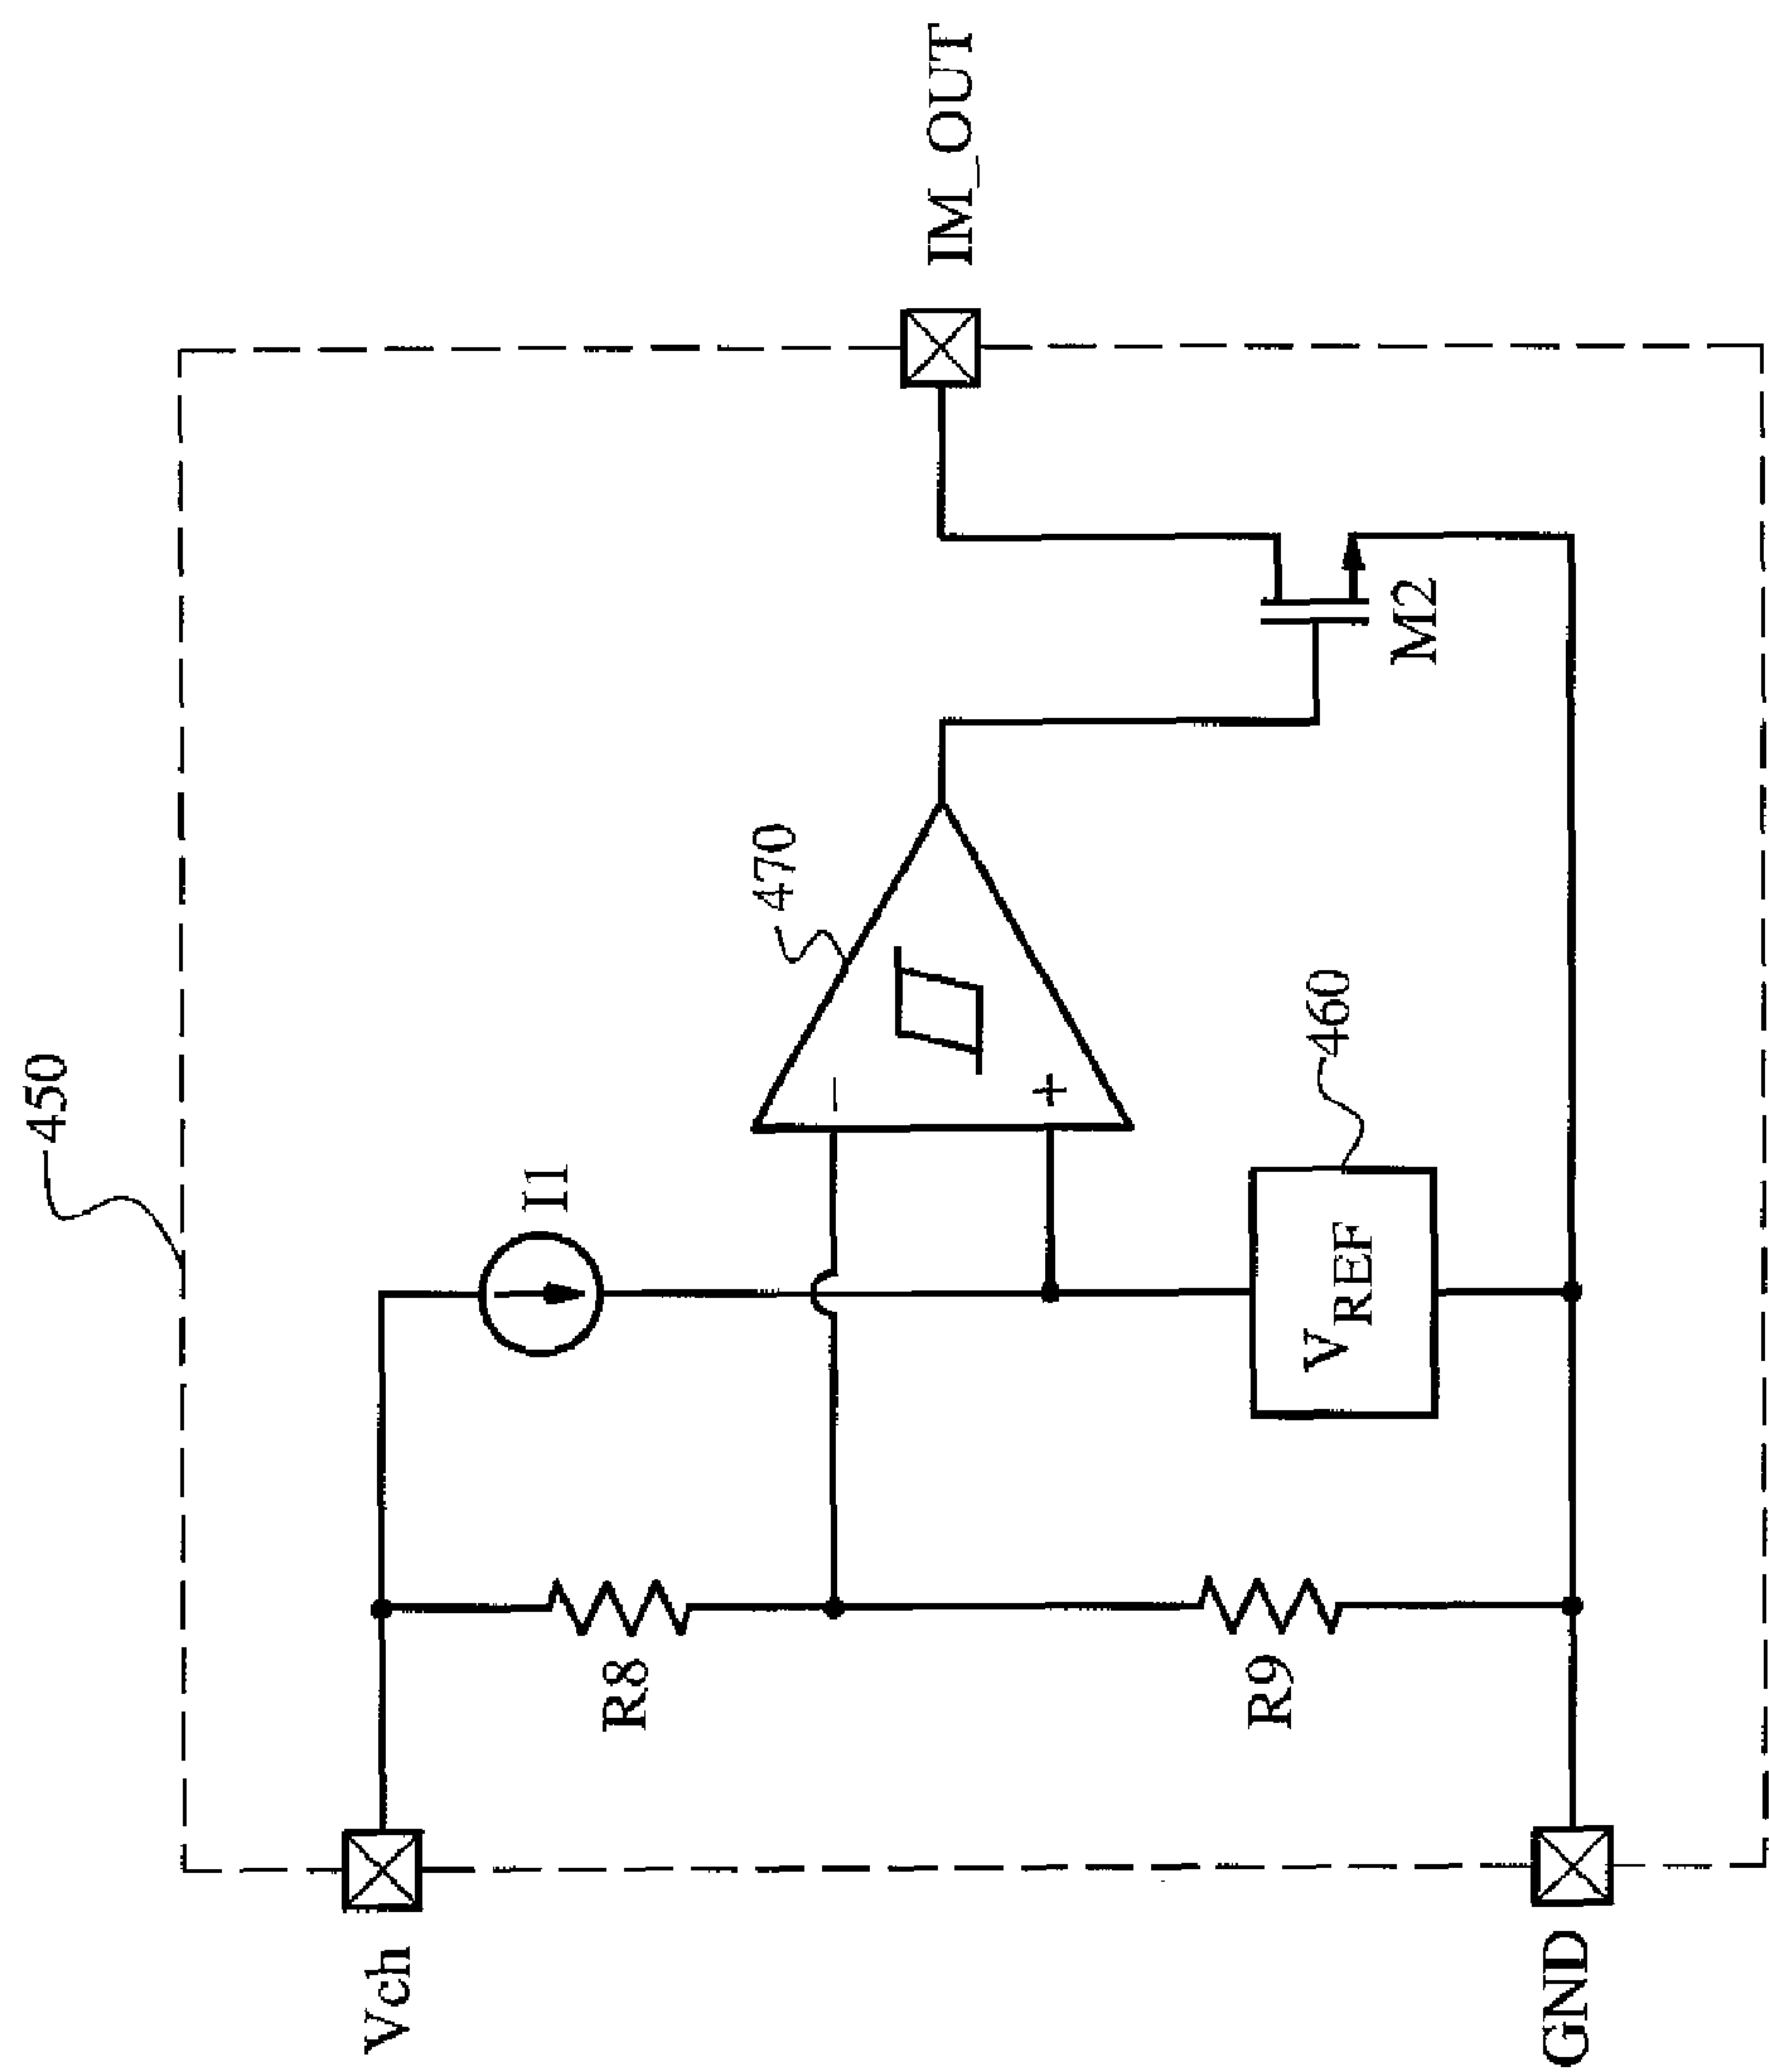 450
Vch
I1
R8
470
−
+
IM_OUT
R9
VREF
460
M2
GND